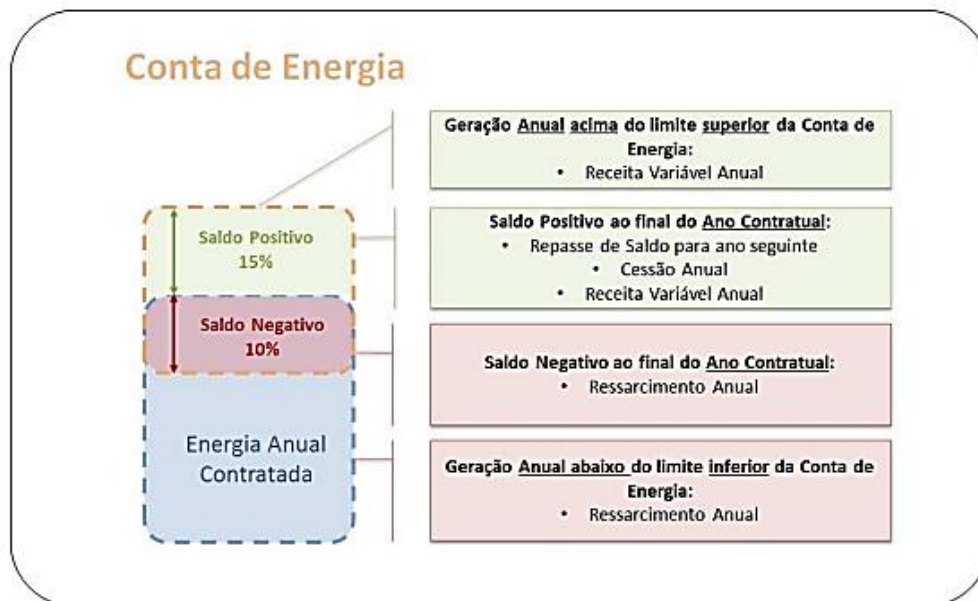 Conta de Energia
Geração Anual acima do limite superior da Conta de
Energia:
• Receita Variável Anual
Saldo Positivo
15%
Saldo Positivo ao final do Ano Contratual:
• Repasse de Saldo para ano seguinte
• Cessão Anual
• Receita Variável Anual
Saldo Negativo
10%
Saldo Negativo ao final do Ano Contratual:
• Ressarcimento Anual
Energia Anual
Contratada
Geração Anual abaixo do limite inferior da Conta de
Energia:
• Ressarcimento Anual